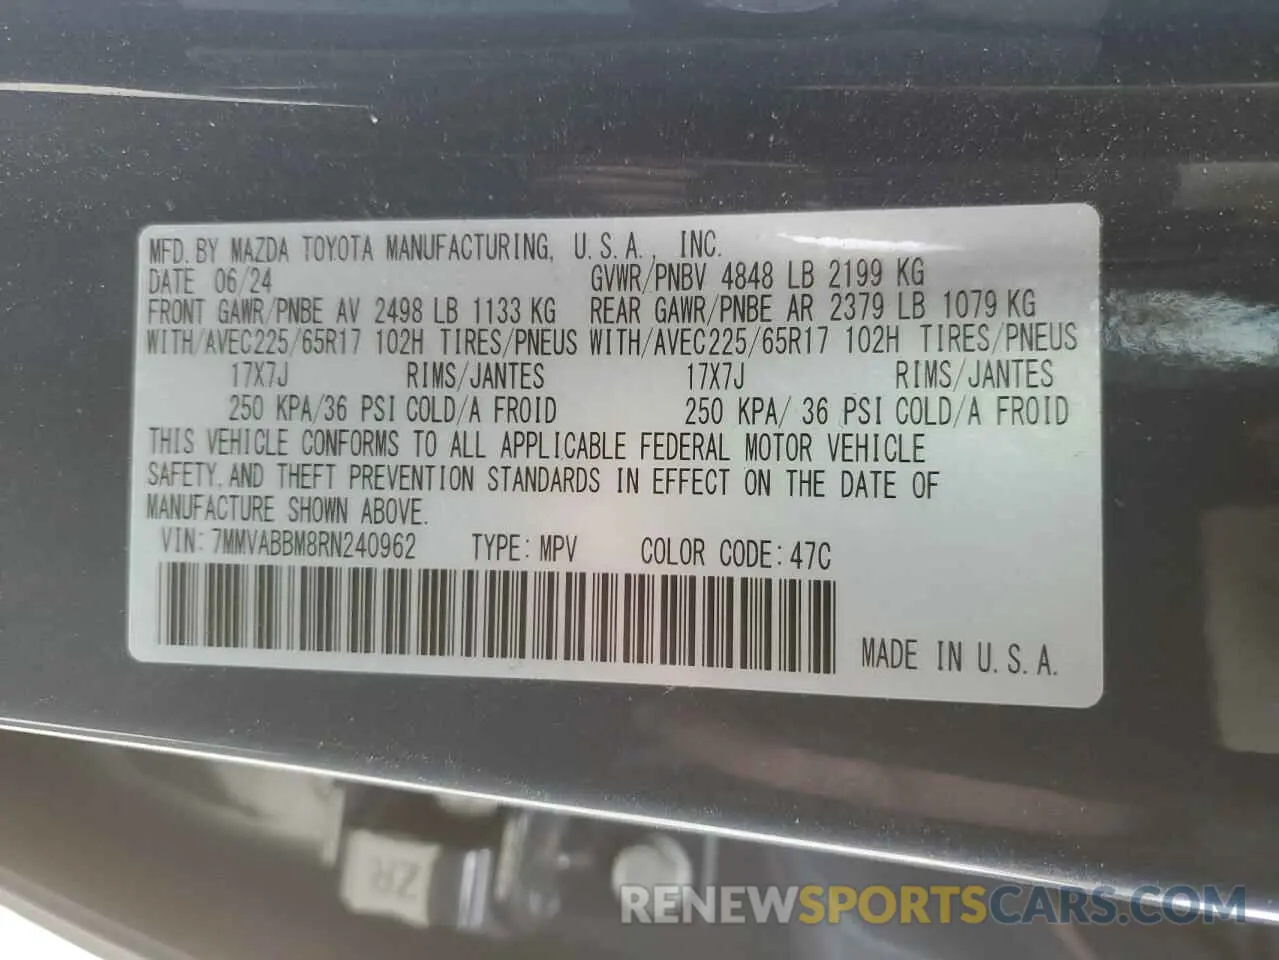 MFD. BY MAZDA TOYOTA MANUFACTURING, U.S.A., INC.
DATE 06/24 GVWR/PNBV 4848 LB 2199 KG
FRONT GAWR/PNBE AV 2498 LB 1133 KG REAR GAWR/PNBE AR 2379 LB 1079 KG
WITH/AVEC225/65R17 102H TIRES/PNEUS WITH/AVEC225/65R17 102H TIRES/PNEUS
17X7J RIMS/JANTES 17X7J RIMS/JANTES
250 KPA/36 PSI COLD/A FROID 250 KPA/ 36 PSI COLD/A FROID
THIS VEHICLE CONFORMS TO ALL APPLICABLE FEDERAL MOTOR VEHICLE
SAFETY, AND THEFT PREVENTION STANDARDS IN EFFECT ON THE DATE OF
MANUFACTURE SHOWN ABOVE.
VIN: 7MMVABBM8RN240962 TYPE: MPV COLOR CODE: 47C
MADE IN U.S.A.
ZR
RENEWSPORTSCARS.COM